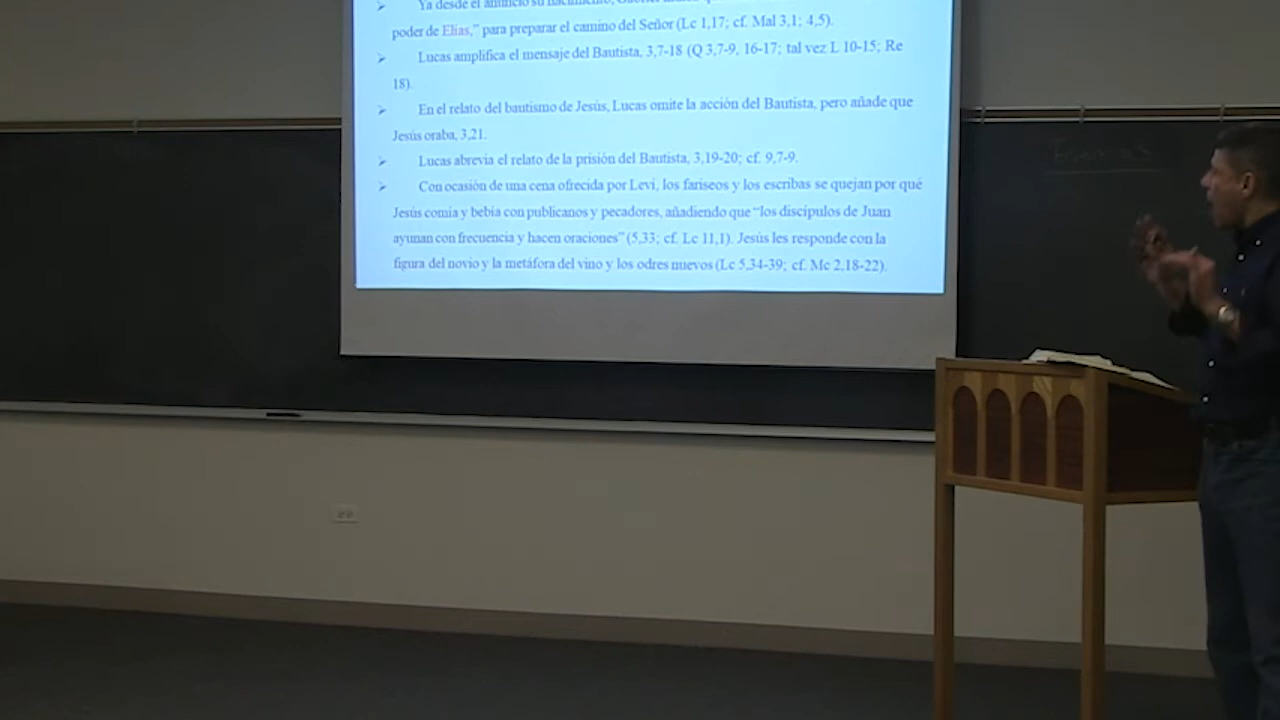 Ya desde el anuncio su nacimiento, Gabriel
poder de Elías,” para preparar el camino del Señor (Lc 1,17; cf. Mal 3,1; 4,5).
➢ Lucas amplifica el mensaje del Bautista, 3,7-18 (Q 3,7-9, 16-17; tal vez L 10-15; Re
18).
➢ En el relato del bautismo de Jesús, Lucas omite la acción del Bautista, pero añade que
Jesús oraba, 3,21.
➢ Lucas abrevia el relato de la prisión del Bautista, 3,19-20; cf. 9,7-9.
➢ Con ocasión de una cena ofrecida por Leví, los fariseos y los escribas se quejan por qué
Jesús comía y bebía con publicanos y pecadores, añadiendo que “los discípulos de Juan
ayunan con frecuencia y hacen oraciones” (5,33; cf. Lc 11,1). Jesús les responde con la
figura del novio y la metáfora del vino y los odres nuevos (Lc 5,34-39; cf. Mc 2,18-22).